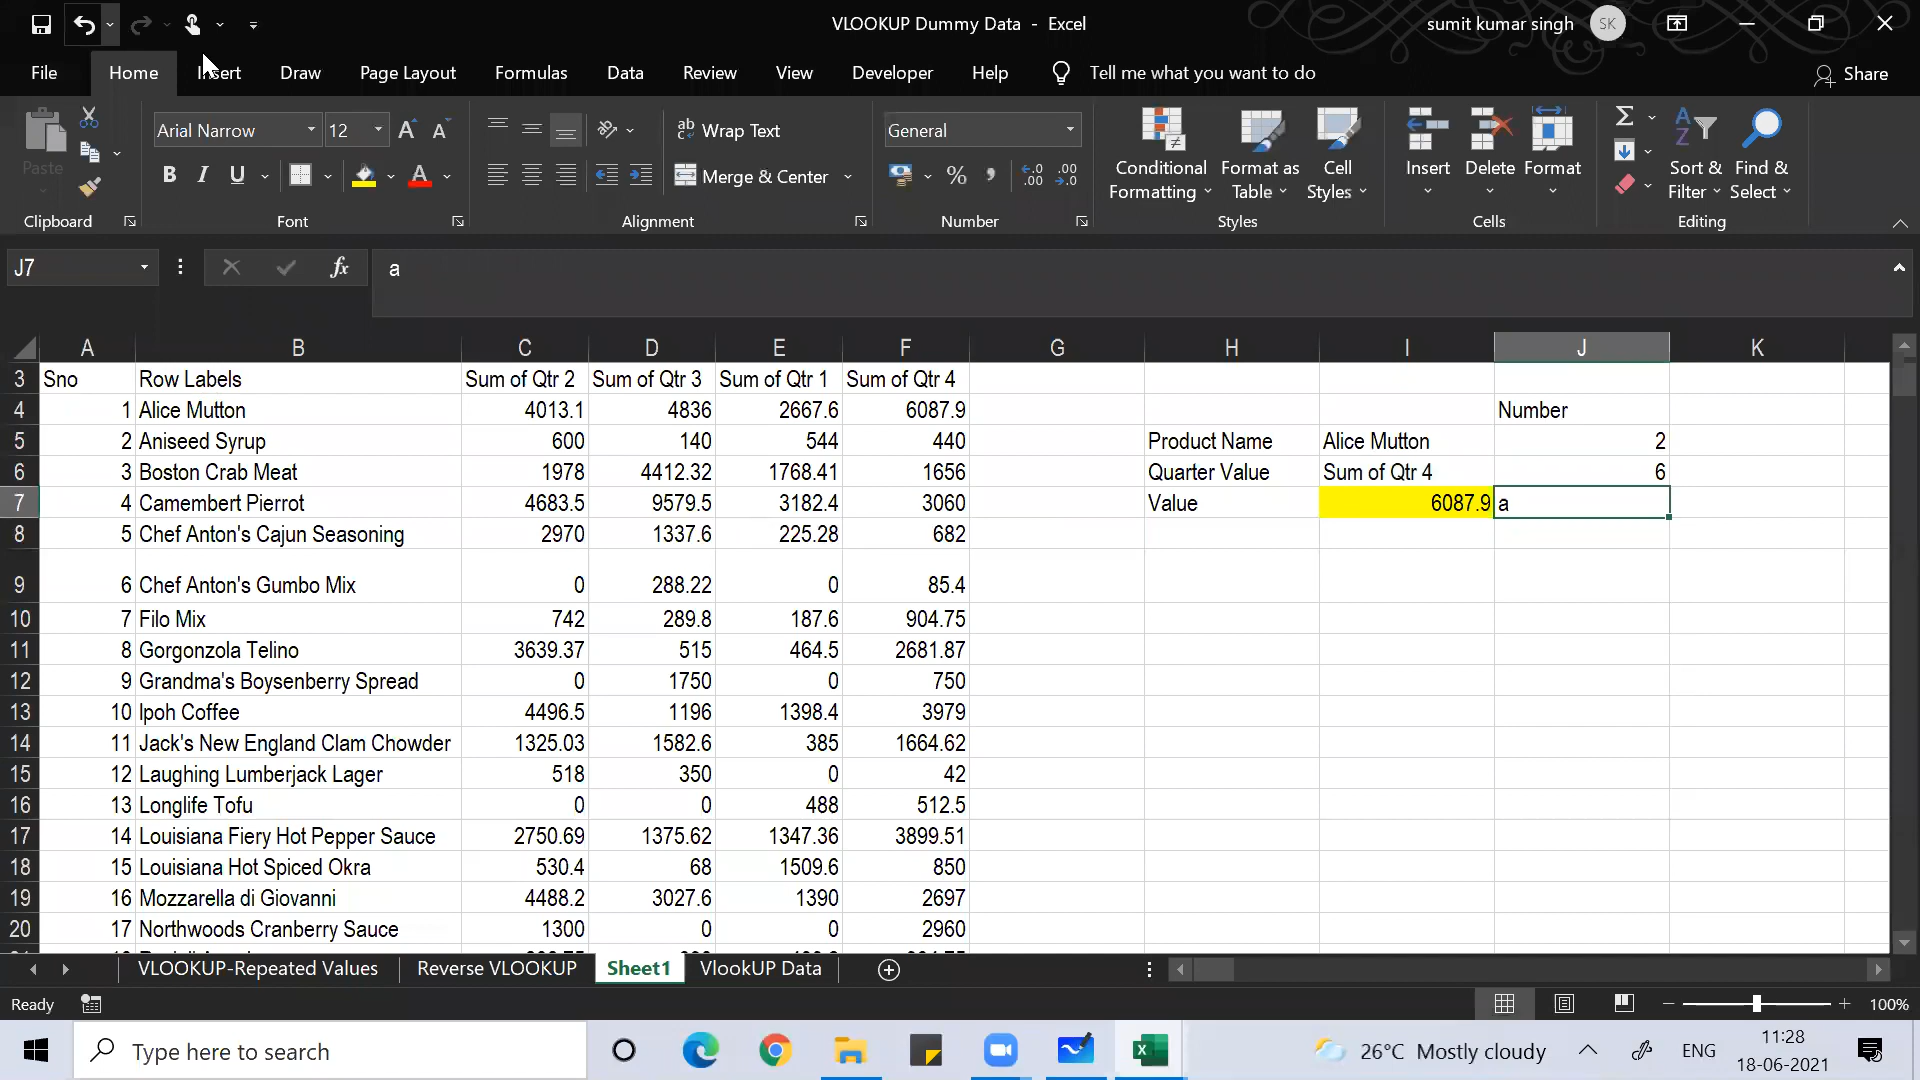 VLOOKUP Dummy Data - Excel
sumit kumar singh SK
File Home Insert Draw Page Layout Formulas Data Review View Developer Help Tell me what you want to do Share
Arial Narrow 12 Wrap Text General
Paste B I U Merge & Center % Conditional Formatting Format as Table Cell Styles Insert Delete Format Sort & Filter Find & Select
Clipboard Font Alignment Number Styles Cells Editing
J7 fx a
A B C D E F G H I J K
3 Sno Row Labels Sum of Qtr 2 Sum of Qtr 3 Sum of Qtr 1 Sum of Qtr 4
4 1 Alice Mutton 4013.1 4836 2667.6 6087.9 Number
5 2 Aniseed Syrup 600 140 544 440 Product Name Alice Mutton 2
6 3 Boston Crab Meat 1978 4412.32 1768.41 1656 Quarter Value Sum of Qtr 4 6
7 4 Camembert Pierrot 4683.5 9579.5 3182.4 3060 Value 6087.9 a
8 5 Chef Anton's Cajun Seasoning 2970 1337.6 225.28 682
9 6 Chef Anton's Gumbo Mix 0 288.22 0 85.4
10 7 Filo Mix 742 289.8 187.6 904.75
11 8 Gorgonzola Telino 3639.37 515 464.5 2681.87
12 9 Grandma's Boysenberry Spread 0 1750 0 750
13 10 Ipoh Coffee 4496.5 1196 1398.4 3979
14 11 Jack's New England Clam Chowder 1325.03 1582.6 385 1664.62
15 12 Laughing Lumberjack Lager 518 350 0 42
16 13 Longlife Tofu 0 0 488 512.5
17 14 Louisiana Fiery Hot Pepper Sauce 2750.69 1375.62 1347.36 3899.51
18 15 Louisiana Hot Spiced Okra 530.4 68 1509.6 850
19 16 Mozzarella di Giovanni 4488.2 3027.6 1390 2697
20 17 Northwoods Cranberry Sauce 1300 0 0 2960
VLOOKUP-Repeated Values Reverse VLOOKUP Sheet1 VlookUP Data
Ready 100%
Type here to search 26°C Mostly cloudy ENG 11:28
18-06-2021